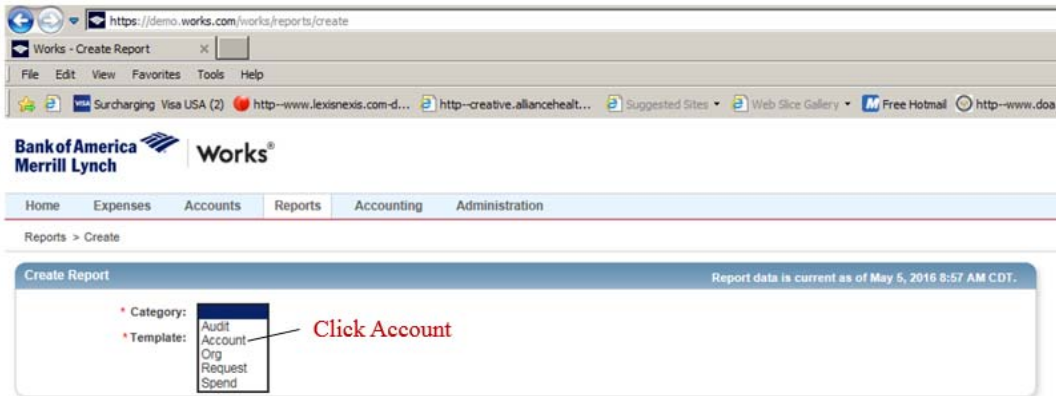 https://demo.works.com/works/reports/create
Works - Create Report
File Edit View Favorites Tools Help
VISA Surcharging Visa USA (2) http--www.lexisnexis.com-d... http--creative.alliancehealt... Suggested Sites Web Slice Gallery Free Hotmail http--www.doa
Bank of America
Merrill Lynch
Works®
Home Expenses Accounts Reports Accounting Administration
Reports > Create
Create Report Report data is current as of May 5, 2016 8:57 AM CDT.
* Category:
* Template:
Audit
Account
Org
Request
Spend
Click Account